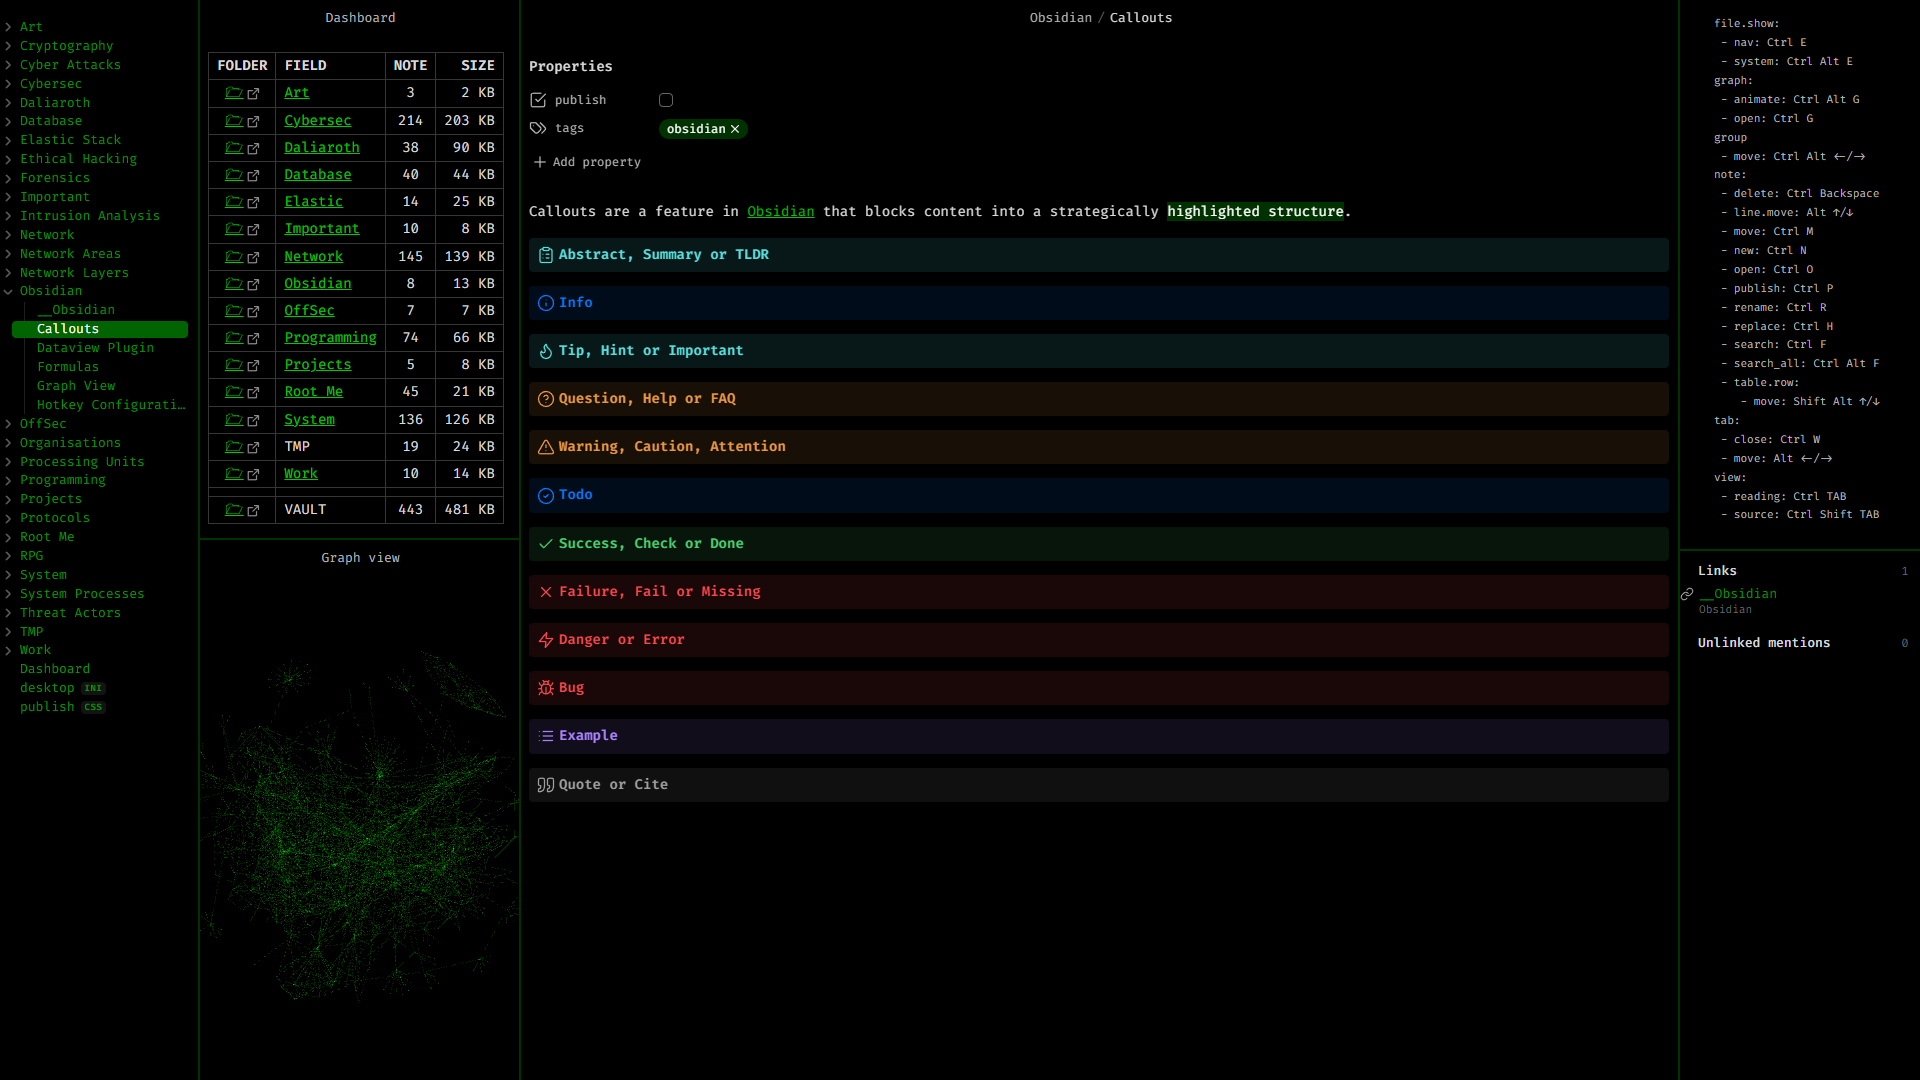 Art
Cryptography
Cyber Attacks
Cybersec
Daliaroth
Database
Elastic Stack
Ethical Hacking
Forensics
Important
Intrusion Analysis
Network
Network Areas
Network Layers
Obsidian
__Obsidian
Callouts
Dataview Plugin
Formulas
Graph View
Hotkey Configurati…
OffSec
Organisations
Processing Units
Programming
Projects
Protocols
Root Me
RPG
System
System Processes
Threat Actors
TMP
Work
Dashboard
desktop INI
publish CSS
Dashboard
FOLDER FIELD NOTE SIZE
Art 3 2 KB
Cybersec 214 203 KB
Daliaroth 38 90 KB
Database 40 44 KB
Elastic 14 25 KB
Important 10 8 KB
Network 145 139 KB
Obsidian 8 13 KB
OffSec 7 7 KB
Programming 74 66 KB
Projects 5 8 KB
Root Me 45 21 KB
System 136 126 KB
TMP 19 24 KB
Work 10 14 KB
VAULT 443 481 KB
Graph view
Obsidian / Callouts
Properties
publish
tags obsidian ×
+ Add property
Callouts are a feature in Obsidian that blocks content into a strategically highlighted structure.
Abstract, Summary or TLDR
Info
Tip, Hint or Important
Question, Help or FAQ
Warning, Caution, Attention
Todo
Success, Check or Done
Failure, Fail or Missing
Danger or Error
Bug
Example
Quote or Cite
file.show:
- nav: Ctrl E
- system: Ctrl Alt E
graph:
- animate: Ctrl Alt G
- open: Ctrl G
group
- move: Ctrl Alt ←/→
note:
- delete: Ctrl Backspace
- line.move: Alt ↑/↓
- move: Ctrl M
- new: Ctrl N
- open: Ctrl O
- publish: Ctrl P
- rename: Ctrl R
- replace: Ctrl H
- search: Ctrl F
- search_all: Ctrl Alt F
- table.row:
- move: Shift Alt ↑/↓
tab:
- close: Ctrl W
- move: Alt ←/→
view:
- reading: Ctrl TAB
- source: Ctrl Shift TAB
Links 1
__Obsidian
Obsidian
Unlinked mentions 0